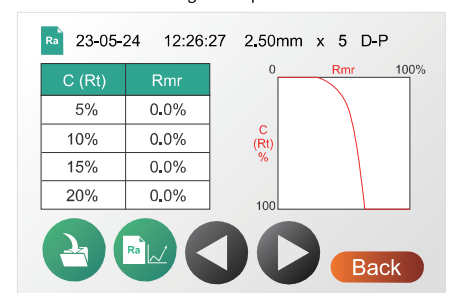 Ra 23-05-24 12:26:27 2.50mm x 5 D-P
C (Rt) Rmr
5% 0.0%
10% 0.0%
15% 0.0%
20% 0.0%
0 Rmr 100%
C
(Rt)
%
100
Ra
Back